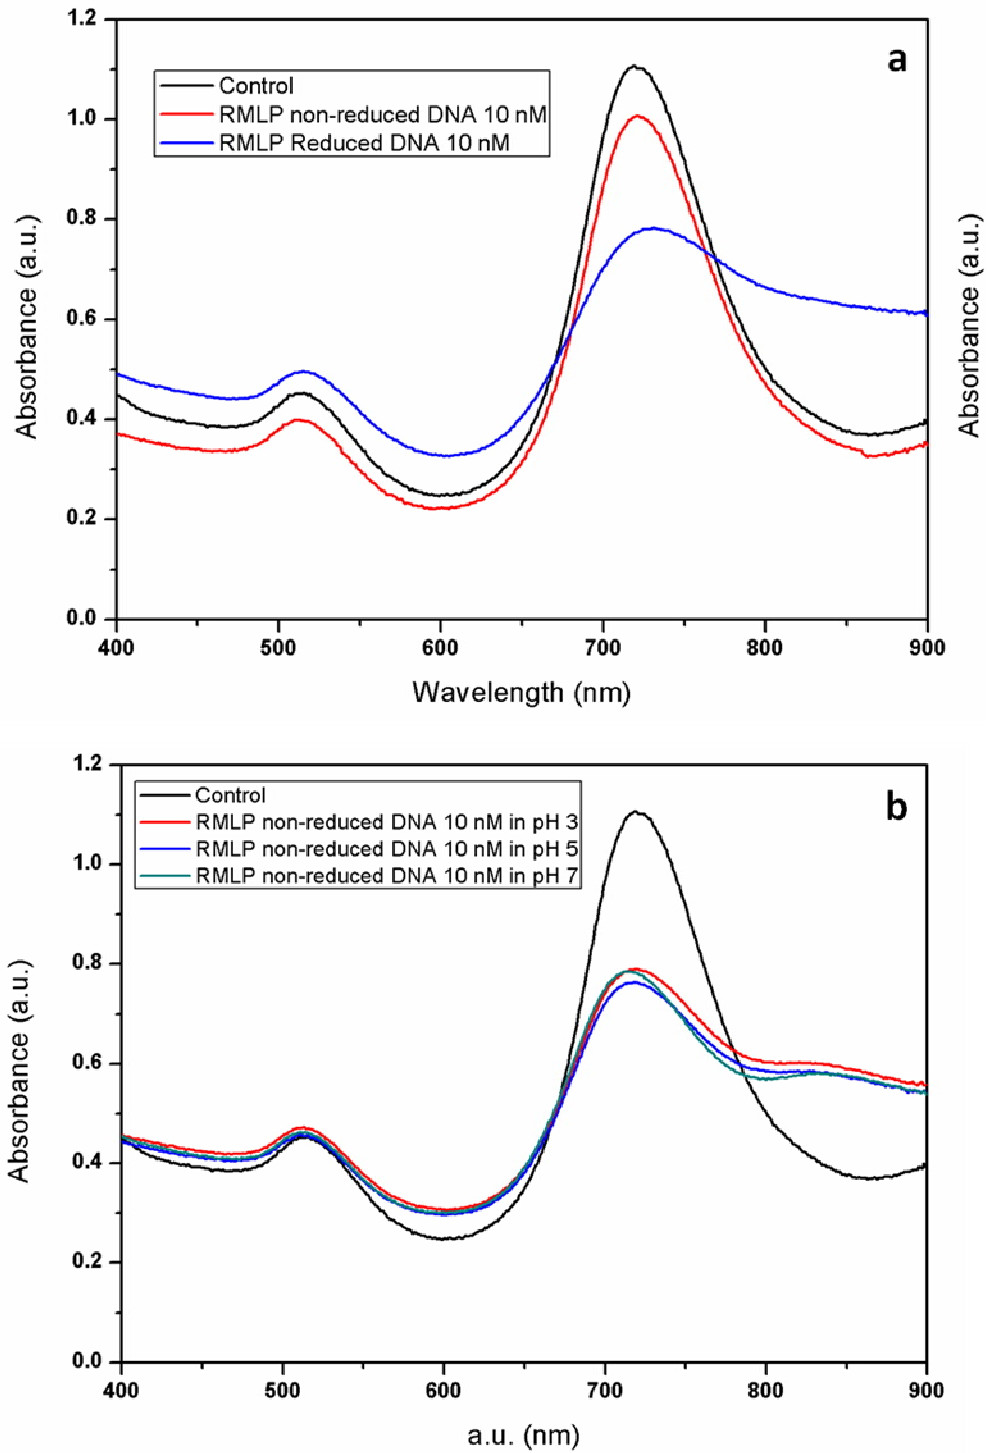 a
Control
RMLP non-reduced DNA 10 nM
RMLP Reduced DNA 10 nM
1.2
1.0
0.8
0.6
0.4
0.2
0.0
Absorbance (a.u.)
Absorbance (a.u.)
400 500 600 700 800 900
Wavelength (nm)
b
Control
RMLP non-reduced DNA 10 nM in pH 3
RMLP non-reduced DNA 10 nM in pH 5
RMLP non-reduced DNA 10 nM in pH 7
1.2
1.0
0.8
0.6
0.4
0.2
0.0
Absorbance (a.u.)
400 500 600 700 800 900
a.u. (nm)